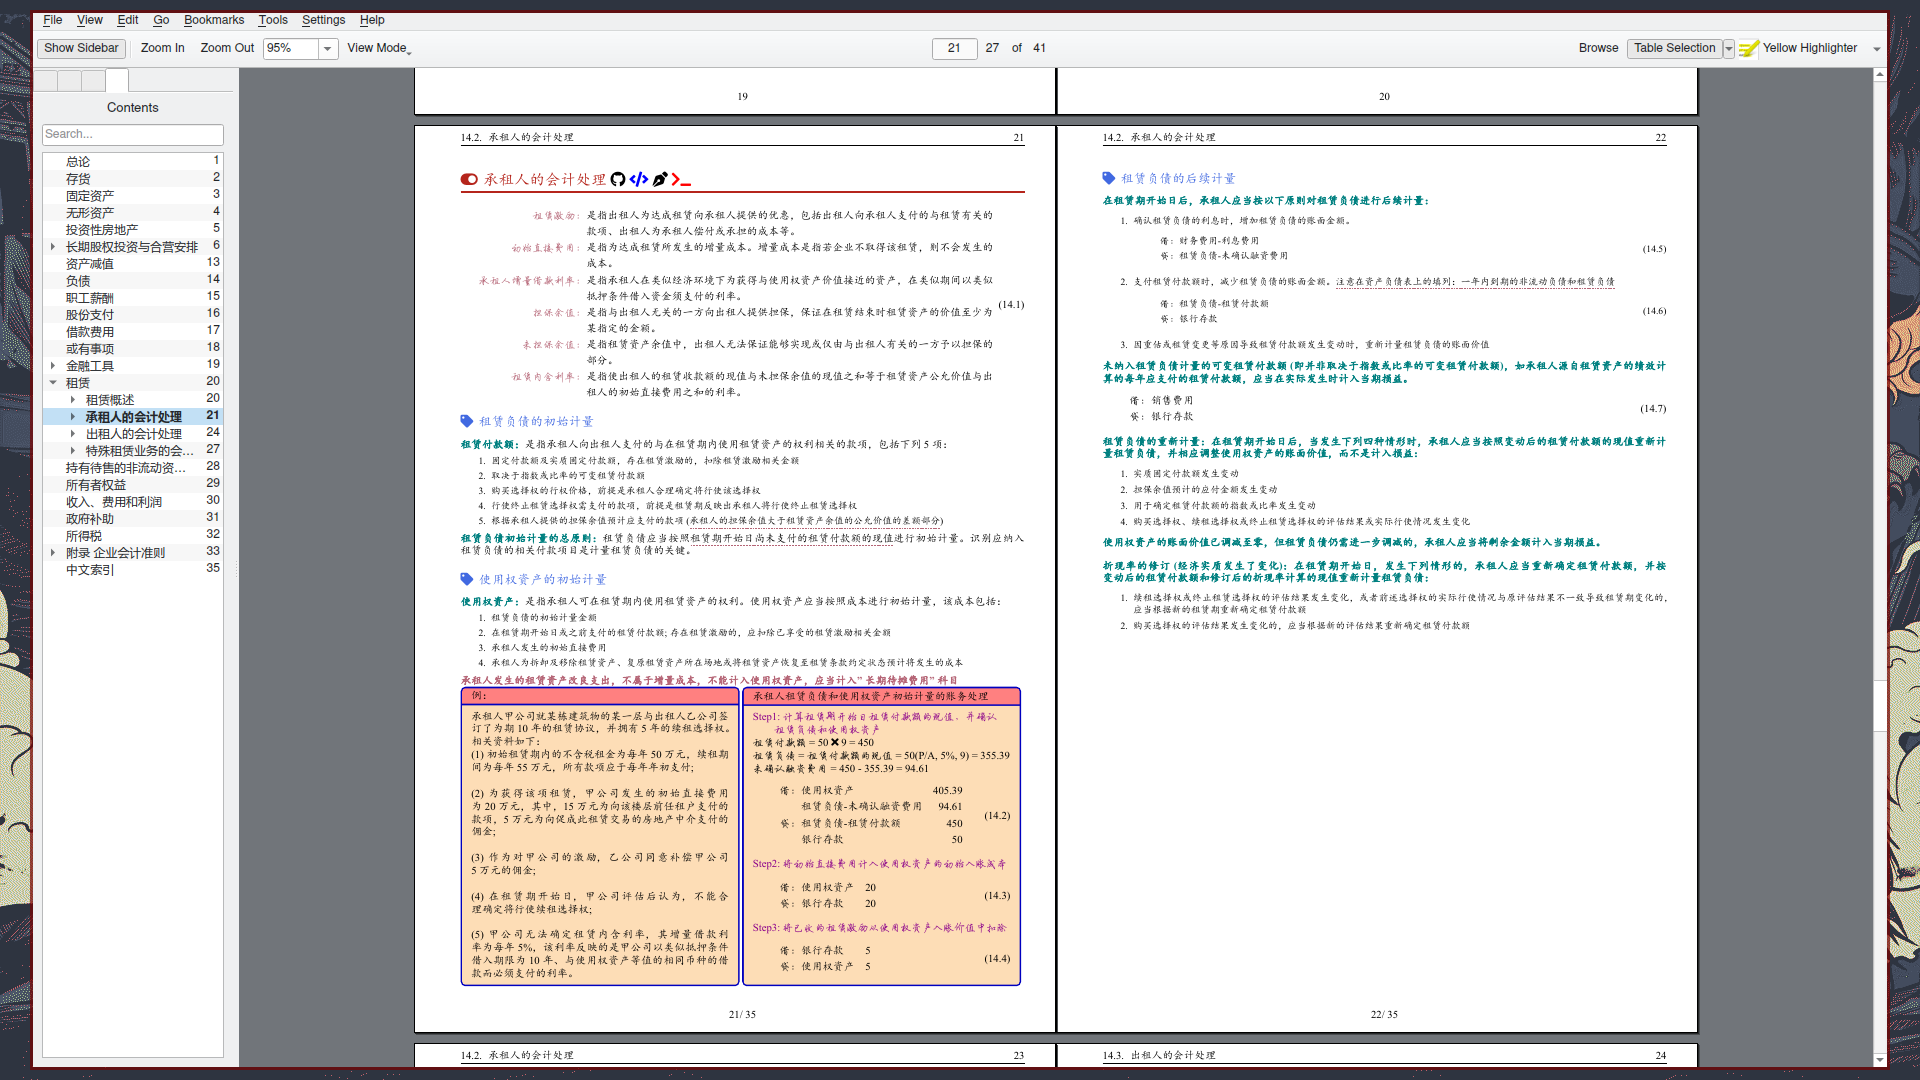 File View Edit Go Bookmarks Tools Settings Help
Show Sidebar Zoom In Zoom Out 95% View Mode 21 27 of 41 Browse Table Selection Yellow Highlighter
Contents
Search...
总论 1
存货 2
固定资产 3
无形资产 4
投资性房地产 5
长期股权投资与合营安排 6
资产减值 13
负债 14
职工薪酬 15
股份支付 16
借款费用 17
或有事项 18
金融工具 19
租赁 20
租赁概述 20
承租人的会计处理 21
出租人的会计处理 24
特殊租赁业务的会... 27
持有待售的非流动资... 28
所有者权益 29
收入、费用和利润 30
政府补助 31
所得税 32
附录 企业会计准则 33
中文索引 35
19
20
14.2. 承租人的会计处理 21
承租人的会计处理
租赁激励: 是指出租人为达成租赁向承租人提供的优惠，包括出租人向承租人支付的与租赁有关的
款项、出租人为承租人偿付或承担的成本等。
初始直接费用: 是指为达成租赁所发生的增量成本。增量成本是指若企业不取得该租赁，则不会发生的
成本。
承租人增量借款利率: 是指承租人在类似经济环境下为获得与使用权资产价值接近的资产，在类似期间以类似
抵押条件借入资金须支付的利率。
(14.1)
担保余值: 是指与出租人无关的一方向出租人提供担保，保证在租赁结束时租赁资产的价值至少为
某指定的金额。
未担保余值: 是指租赁资产余值中，出租人无法保证能够实现或仅由与出租人有关的一方予以担保的
部分。
租赁内含利率: 是指使出租人的租赁收款额的现值与未担保余值的现值之和等于租赁资产公允价值与出
租人的初始直接费用之和的利率。
租赁负债的初始计量
租赁付款额: 是指承租人向出租人支付的与在租赁期内使用租赁资产的权利相关的款项，包括下列 5 项:
1. 固定付款额及实质固定付款额，存在租赁激励的，扣除租赁激励相关金额
2. 取决于指数或比率的可变租赁付款额
3. 购买选择权的行权价格，前提是承租人合理确定将行使该选择权
4. 行使终止租赁选择权需支付的款项，前提是租赁期反映出承租人将行使终止租赁选择权
5. 根据承租人提供的担保余值预计应支付的款项 (承租人的担保余值大于租赁资产余值的公允价值的差额部分)
租赁负债初始计量的总原则: 租赁负债应当按照租赁期开始日尚未支付的租赁付款额的现值进行初始计量。识别应纳入
租赁负债的相关付款项目是计量租赁负债的关键。
使用权资产的初始计量
使用权资产: 是指承租人可在租赁期内使用租赁资产的权利。使用权资产应当按照成本进行初始计量，该成本包括:
1. 租赁负债的初始计量金额
2. 在租赁期开始日或之前支付的租赁付款额; 存在租赁激励的，应扣除已享受的租赁激励相关金额
3. 承租人发生的初始直接费用
4. 承租人为拆卸及移除租赁资产、复原租赁资产所在场地或将租赁资产恢复至租赁条款约定状态预计将发生的成本
承租人发生的租赁资产改良支出，不属于增量成本，不能计入使用权资产，应当计入" 长期待摊费用" 科目
例:
承租人甲公司就某栋建筑物的某一层与出租人乙公司签
订了为期 10 年的租赁协议，并拥有 5 年的续租选择权。
相关资料如下:
(1) 初始租赁期内的不含税租金为每年 50 万元，续租期
间为每年 55 万元，所有款项应于每年年初支付;
(2) 为获得该项租赁，甲公司发生的初始直接费用
为 20 万元，其中，15 万元为向该楼层前任租户支付的
款项，5 万元为向促成此租赁交易的房地产中介支付的
佣金;
(3) 作为对甲公司的激励，乙公司同意补偿甲公司
5 万元的佣金;
(4) 在租赁期开始日，甲公司评估后认为，不能合
理确定将行使续租选择权;
(5) 甲公司无法确定租赁内含利率，其增量借款利
率为每年 5%，该利率反映的是甲公司以类似抵押条件
借入期限为 10 年、与使用权资产等值的相同币种的借
款而必须支付的利率。
承租人租赁负债和使用权资产初始计量的账务处理
Step1: 计算租赁期开始日租赁付款额的现值，并确认
租赁负债和使用权资产
租赁付款额 = 50 ✖ 9 = 450
租赁负债 = 租赁付款额的现值 = 50(P/A, 5%, 9) = 355.39
未确认融资费用 = 450 - 355.39 = 94.61
借: 使用权资产 405.39
租赁负债-未确认融资费用 94.61
贷: 租赁负债-租赁付款额 450
银行存款 50
(14.2)
Step2: 将初始直接费用计入使用权资产的初始入账成本
借: 使用权资产 20
贷: 银行存款 20
(14.3)
Step3: 将已收的租赁激励从使用权资产入账价值中扣除
借: 银行存款 5
贷: 使用权资产 5
(14.4)
21/ 35
14.2. 承租人的会计处理 22
租赁负债的后续计量
在租赁期开始日后，承租人应当按以下原则对租赁负债进行后续计量:
1. 确认租赁负债的利息时，增加租赁负债的账面金额。
借: 财务费用-利息费用
贷: 租赁负债-未确认融资费用
(14.5)
2. 支付租赁付款额时，减少租赁负债的账面金额。注意在资产负债表上的填列: 一年内到期的非流动负债和租赁负债
借: 租赁负债-租赁付款额
贷: 银行存款
(14.6)
3. 因重估或租赁变更等原因导致租赁付款额发生变动时，重新计量租赁负债的账面价值
未纳入租赁负债计量的可变租赁付款额 (即并非取决于指数或比率的可变租赁付款额)，如承租人源自租赁资产的绩效计
算的每年应支付的租赁付款额，应当在实际发生时计入当期损益。
借: 销售费用
贷: 银行存款
(14.7)
租赁负债的重新计量: 在租赁期开始日后，当发生下列四种情形时，承租人应当按照变动后的租赁付款额的现值重新计
量租赁负债，并相应调整使用权资产的账面价值，而不是计入损益:
1. 实质固定付款额发生变动
2. 担保余值预计的应付金额发生变动
3. 用于确定租赁付款额的指数或比率发生变动
4. 购买选择权、续租选择权或终止租赁选择权的评估结果或实际行使情况发生变化
使用权资产的账面价值已调减至零，但租赁负债仍需进一步调减的，承租人应当将剩余金额计入当期损益。
折现率的修订 (经济实质发生了变化): 在租赁期开始日，发生下列情形的，承租人应当重新确定租赁付款额，并按
变动后的租赁付款额和修订后的折现率计算的现值重新计量租赁负债:
1. 续租选择权或终止租赁选择权的评估结果发生变化，或者前述选择权的实际行使情况与原评估结果不一致导致租赁期变化的，
应当根据新的租赁期重新确定租赁付款额
2. 购买选择权的评估结果发生变化的，应当根据新的评估结果重新确定租赁付款额
22/ 35
14.2. 承租人的会计处理 23
14.3. 出租人的会计处理 24